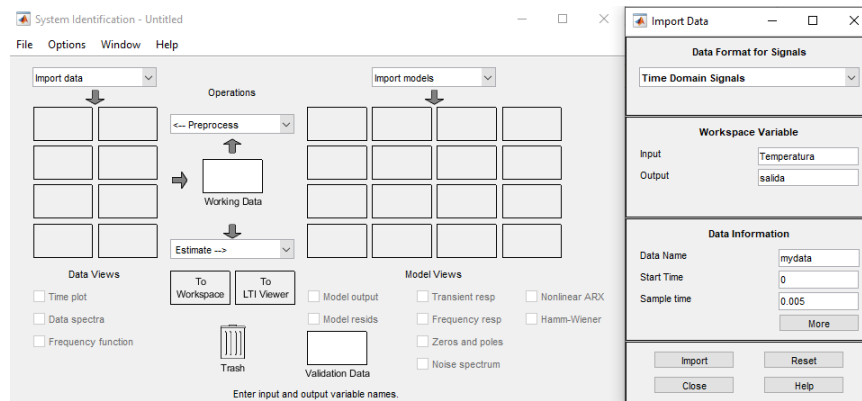 System Identification - Untitled
File Options Window Help
Import data
Operations
Import models
<-- Preprocess
Working Data
Estimate -->
Data Views
To Workspace
To LTI Viewer
Model Views
Time plot
Data spectra
Frequency function
Model output
Model resids
Transient resp
Frequency resp
Zeros and poles
Noise spectrum
Nonlinear ARX
Hamm-Wiener
Trash
Validation Data
Enter input and output variable names.
Import Data
Data Format for Signals
Time Domain Signals
Workspace Variable
Input Temperatura
Output salida
Data Information
Data Name mydata
Start Time 0
Sample time 0.005
More
Import Reset
Close Help